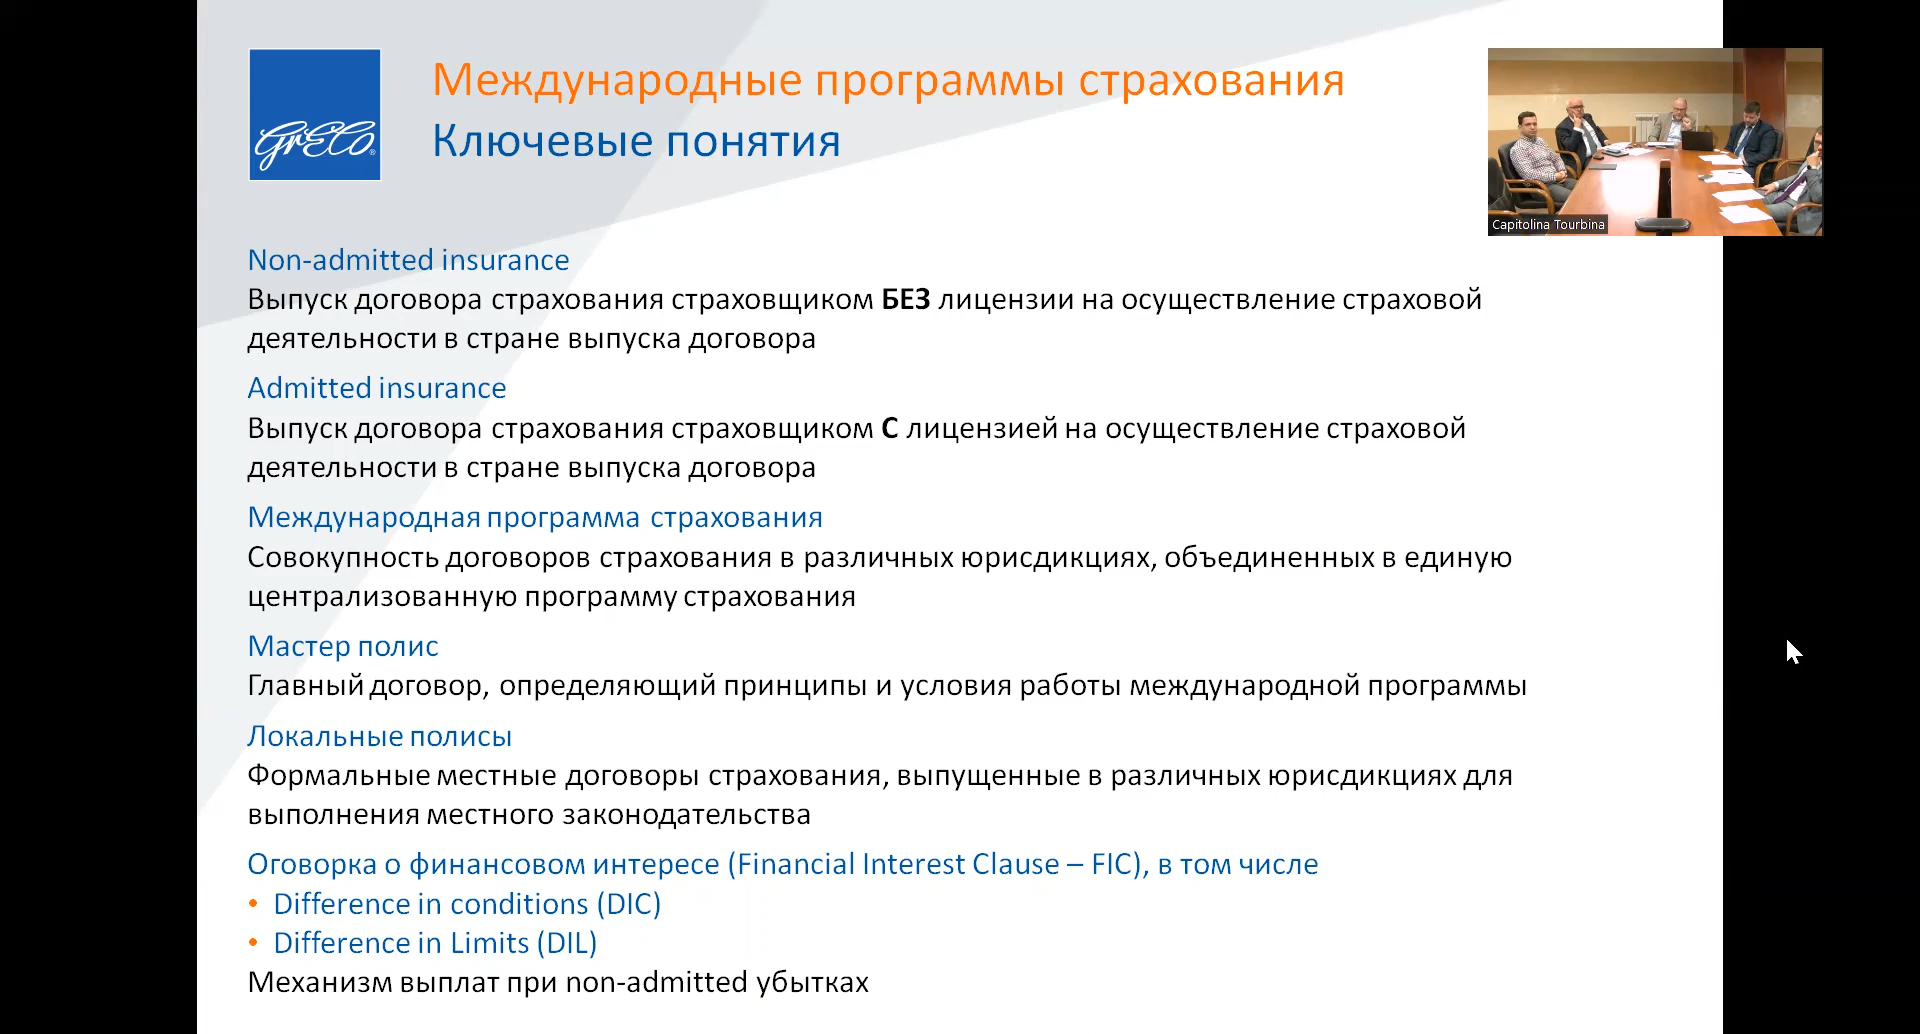 GrECo®
Международные программы страхования
Ключевые понятия
Capitolina Tourbina
Non-admitted insurance
Выпуск договора страхования страховщиком БЕЗ лицензии на осуществление страховой
деятельности в стране выпуска договора
Admitted insurance
Выпуск договора страхования страховщиком С лицензией на осуществление страховой
деятельности в стране выпуска договора
Международная программа страхования
Совокупность договоров страхования в различных юрисдикциях, объединенных в единую
централизованную программу страхования
Мастер полис
Главный договор, определяющий принципы и условия работы международной программы
Локальные полисы
Формальные местные договоры страхования, выпущенные в различных юрисдикциях для
выполнения местного законодательства
Оговорка о финансовом интересе (Financial Interest Clause – FIC), в том числе
• Difference in conditions (DIC)
• Difference in Limits (DIL)
Механизм выплат при non-admitted убытках